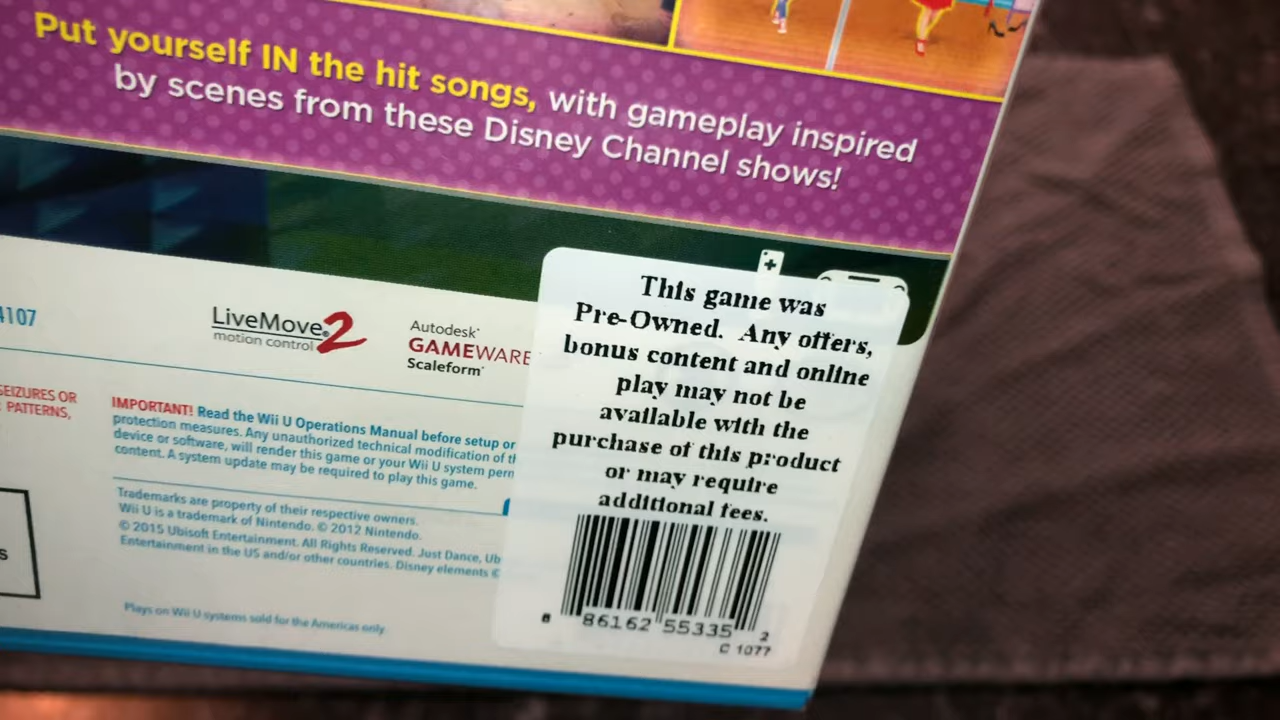 Put yourself IN the hit songs, with gameplay inspired
by scenes from these Disney Channel shows!
4107
LiveMove 2
motion control
Autodesk
GAMEWARE
Scaleform
SEIZURES OR
PATTERNS,
IMPORTANT! Read the Wii U Operations Manual before setup or
protection measures. Any unauthorized technical modification of
device or software, will render this game or your Wii U system
content. A system update may be required to play this game.
Trademarks are property of their respective owners.
Wii U is a trademark of Nintendo. © 2012 Nintendo.
© 2015 Ubisoft Entertainment. All Rights Reserved. Just Dance,
Entertainment in the US and/or other countries. Disney elements ©
Plays on Wii U systems sold for the Americas only
This game was
Pre-Owned. Any offers,
bonus content and online
play may not be
available with the
purchase of this product
or may require
additional fees.
8 86162 55335 2
C 1077